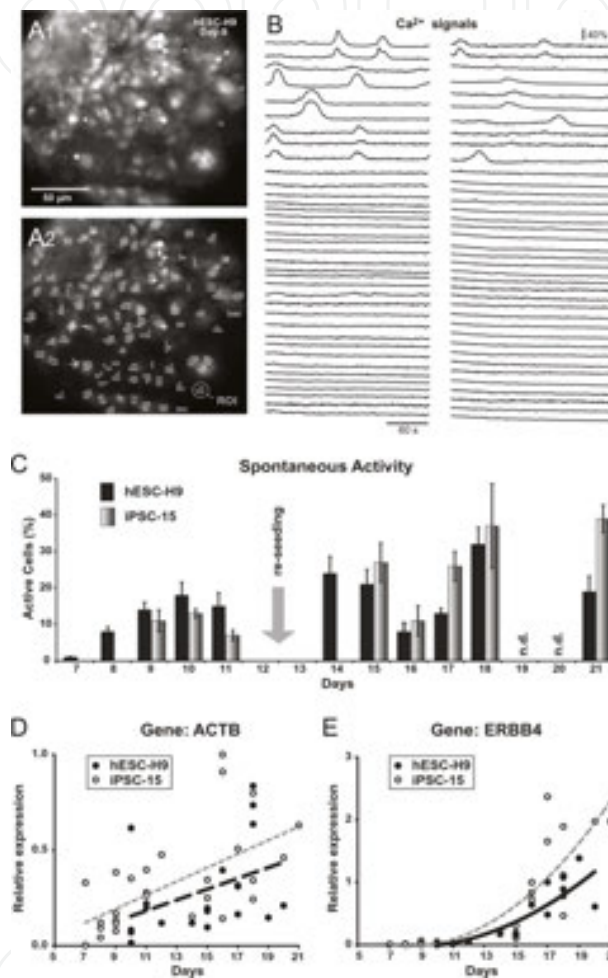 A1
hESC-H9
Day 8
50 µm
A2
ROI
B
Ca²⁺ signals
40%
60 s
C
Spontaneous Activity
hESC-H9
iPSC-15
re-seeding
Active Cells (%)
50
40
30
20
10
0
n.d.
n.d.
7 8 9 10 11 12 13 14 15 16 17 18 19 20 21
Days
D
Gene: ACTB
hESC-H9
iPSC-15
Relative expression
1.0
0.5
0.0
5 7 9 11 13 15 17 19 21
Days
E
Gene: ERBB4
hESC-H9
iPSC-15
Relative expression
3
2
1
0
5 7 9 11 13 15 17 19
Days